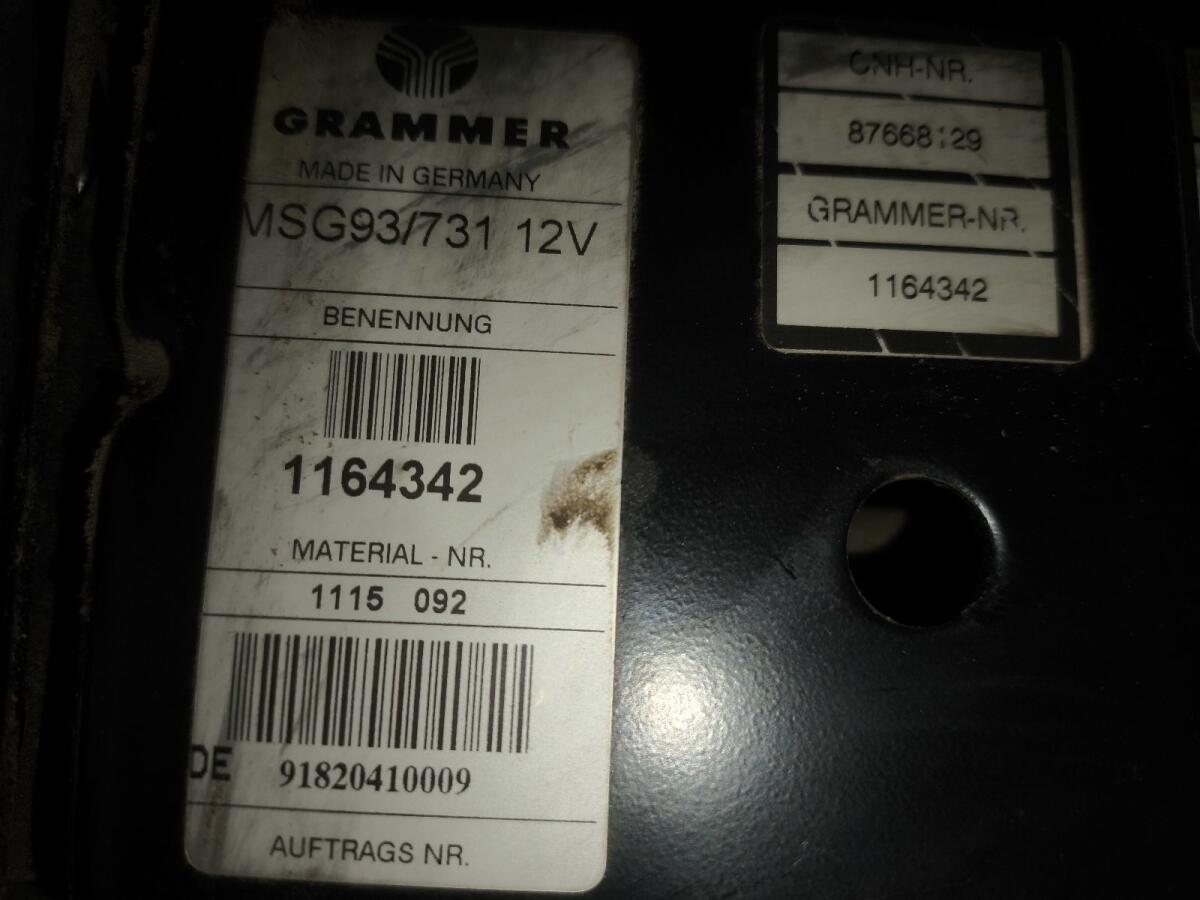 GRAMMER
MADE IN GERMANY
MSG93/731 12V
BENENNUNG
1164342
MATERIAL - NR.
1115 092
DE 91820410009
AUFTRAGS NR.
CNH-NR.
87668129
GRAMMER-NR.
1164342